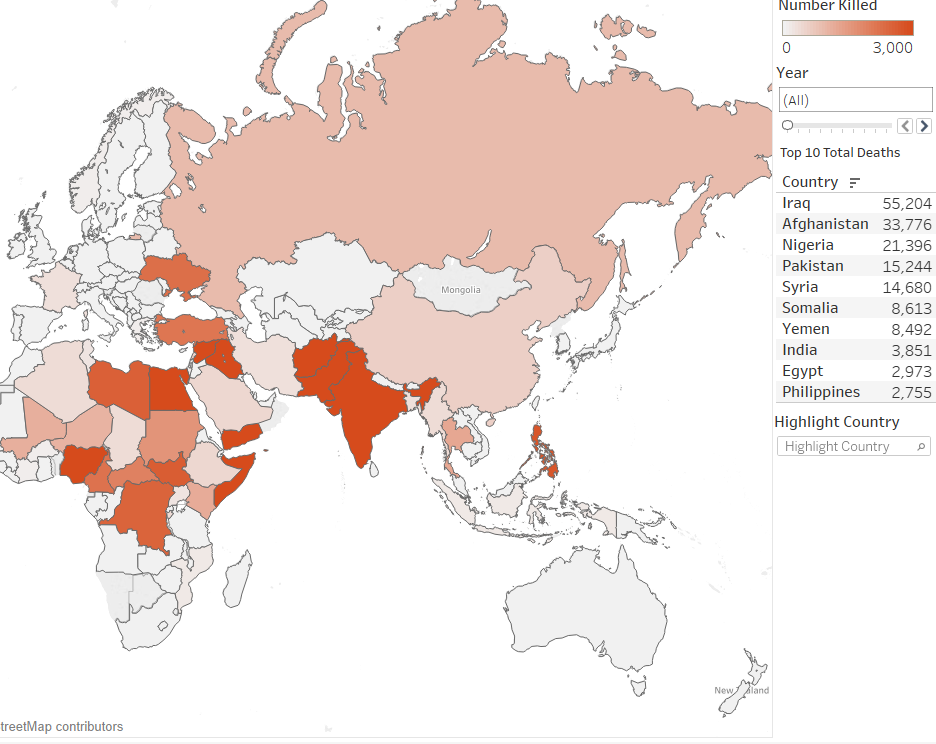 Number Killed
0 3,000
Year
(All)
Top 10 Total Deaths
Country
Iraq 55,204
Afghanistan 33,776
Nigeria 21,396
Pakistan 15,244
Syria 14,680
Somalia 8,613
Yemen 8,492
India 3,851
Egypt 2,973
Philippines 2,755
Highlight Country
Highlight Country
Mongolia
New Zealand
treetMap contributors